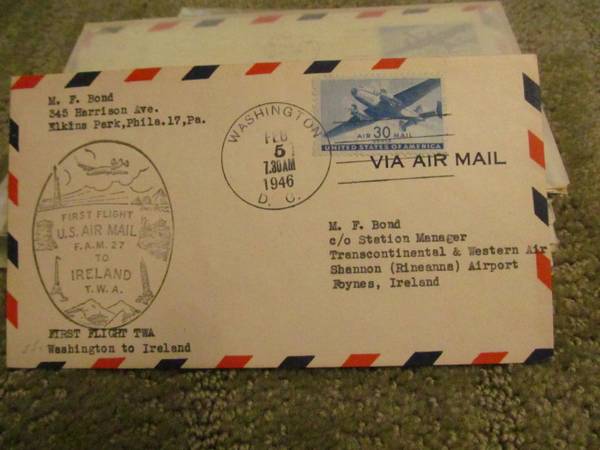 M. F. Bond
345 Harrison Ave.
Elkins Park,Phila.17,Pa.
WASHINGTON
FEB
5
7.30AM
1946
D. C.
AIR 30 MAIL
UNITED STATES OF AMERICA
VIA AIR MAIL
FIRST FLIGHT
U.S. AIR MAIL
F.A.M. 27
TO
IRELAND
T.W.A.
M. F. Bond
c/o Station Manager
Transcontinental & Western Air
Shannon (Rineanna) Airport
Foynes, Ireland
FIRST FLIGHT TWA
Washington to Ireland